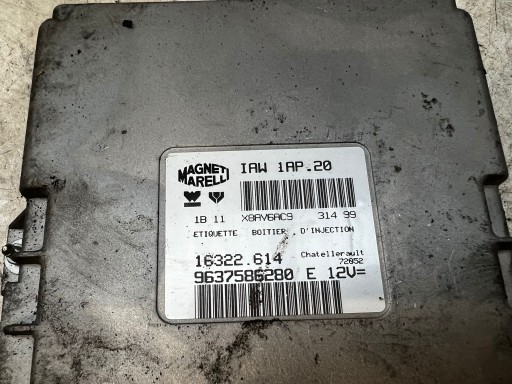 MAGNETI
MARELLI
IAW 1AP.20
1B 11 X8AV6AC9 314 99
ETIQUETTE BOITIER D'INJECTION
16322.614 Chatellerault
72052
9637586280 E 12V=